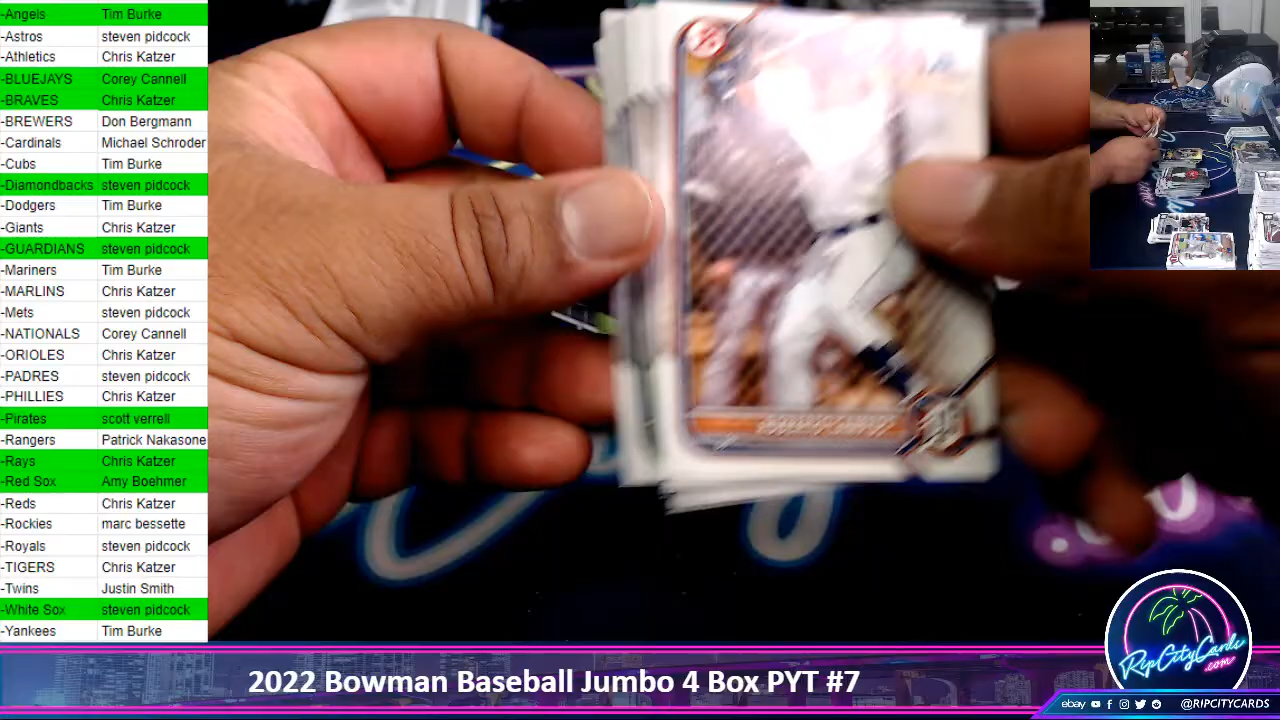 -Angels Tim Burke
-Astros steven pidcock
-Athletics Chris Katzer
-BLUEJAYS Corey Cannell
-BRAVES Chris Katzer
-BREWERS Don Bergmann
-Cardinals Michael Schroder
-Cubs Tim Burke
-Diamondbacks steven pidcock
-Dodgers Tim Burke
-Giants Chris Katzer
-GUARDIANS steven pidcock
-Mariners Tim Burke
-MARLINS Chris Katzer
-Mets steven pidcock
-NATIONALS Corey Cannell
-ORIOLES Chris Katzer
-PADRES steven pidcock
-PHILLIES Chris Katzer
-Pirates scott verrell
-Rangers Patrick Nakasone
-Rays Chris Katzer
-Red Sox Amy Boehmer
-Reds Chris Katzer
-Rockies marc bessette
-Royals steven pidcock
-TIGERS Chris Katzer
-Twins Justin Smith
-White Sox steven pidcock
-Yankees Tim Burke
RipCityCards
.com
2022 Bowman Baseball Jumbo 4 Box PYT #7
ebay @RIPCITYCARDS